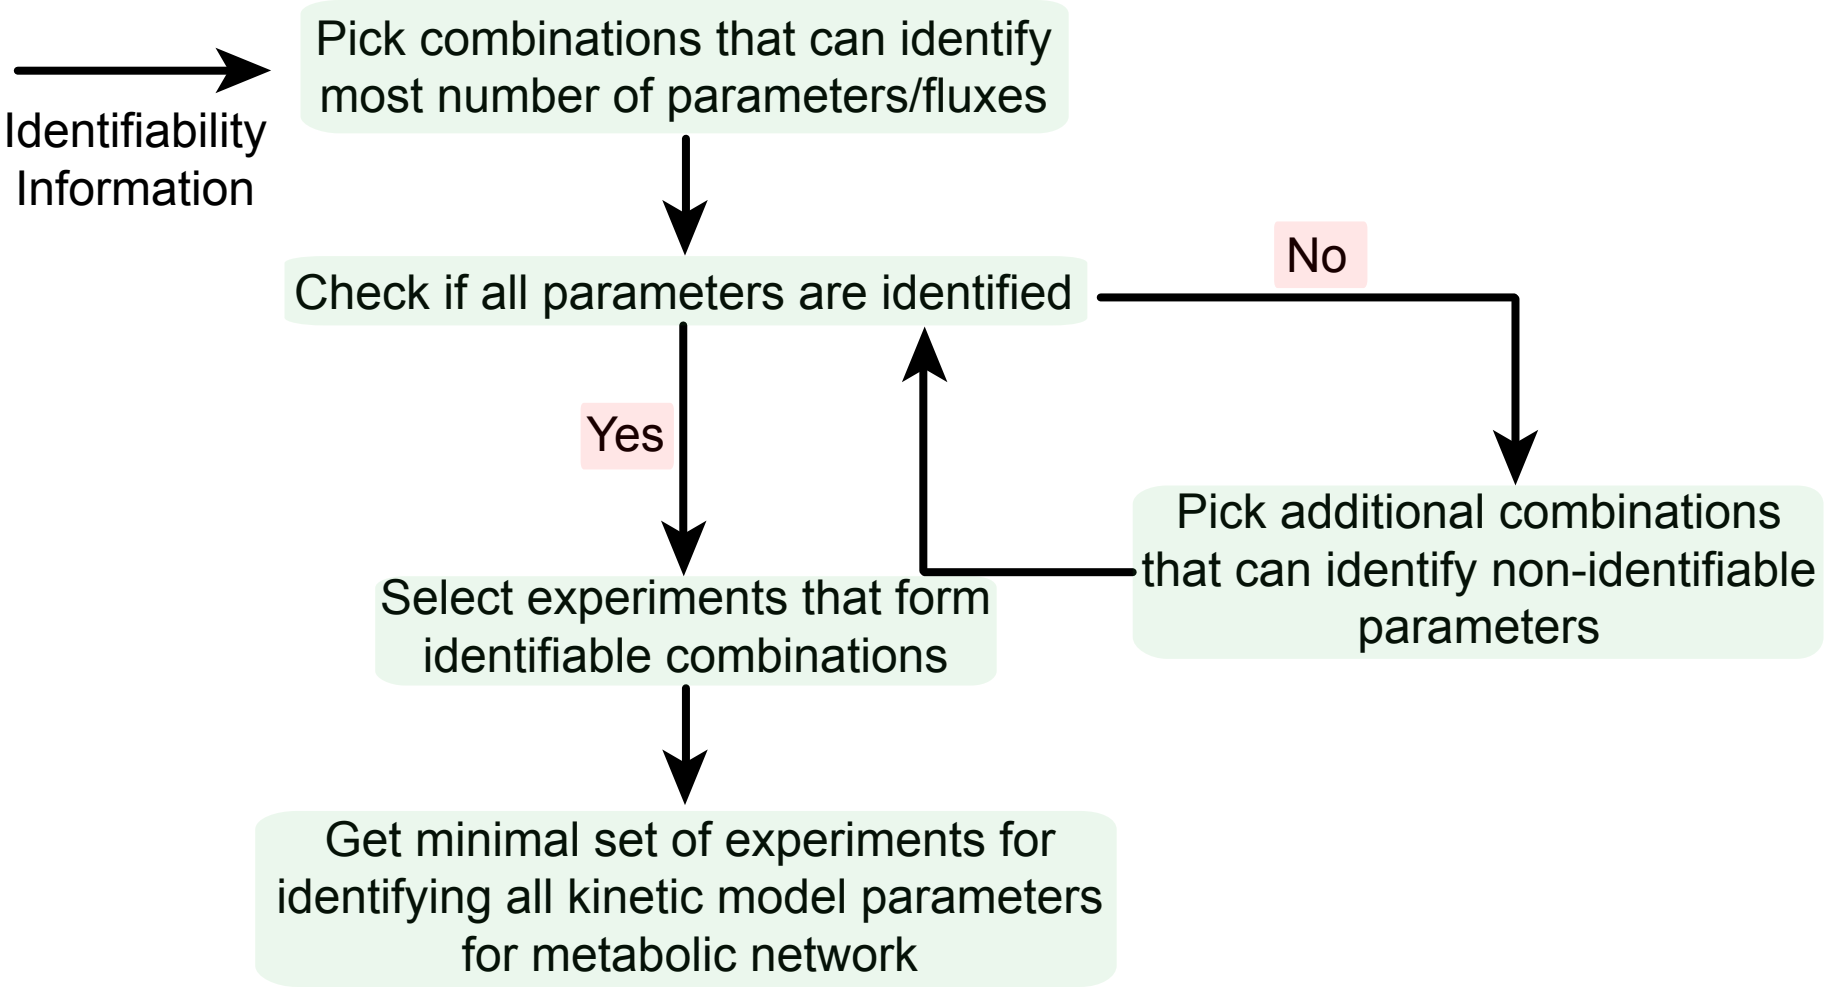 Identifiability
Information
Pick combinations that can identify
most number of parameters/fluxes
Check if all parameters are identified
No
Yes
Pick additional combinations
that can identify non-identifiable
parameters
Select experiments that form
identifiable combinations
Get minimal set of experiments for
identifying all kinetic model parameters
for metabolic network